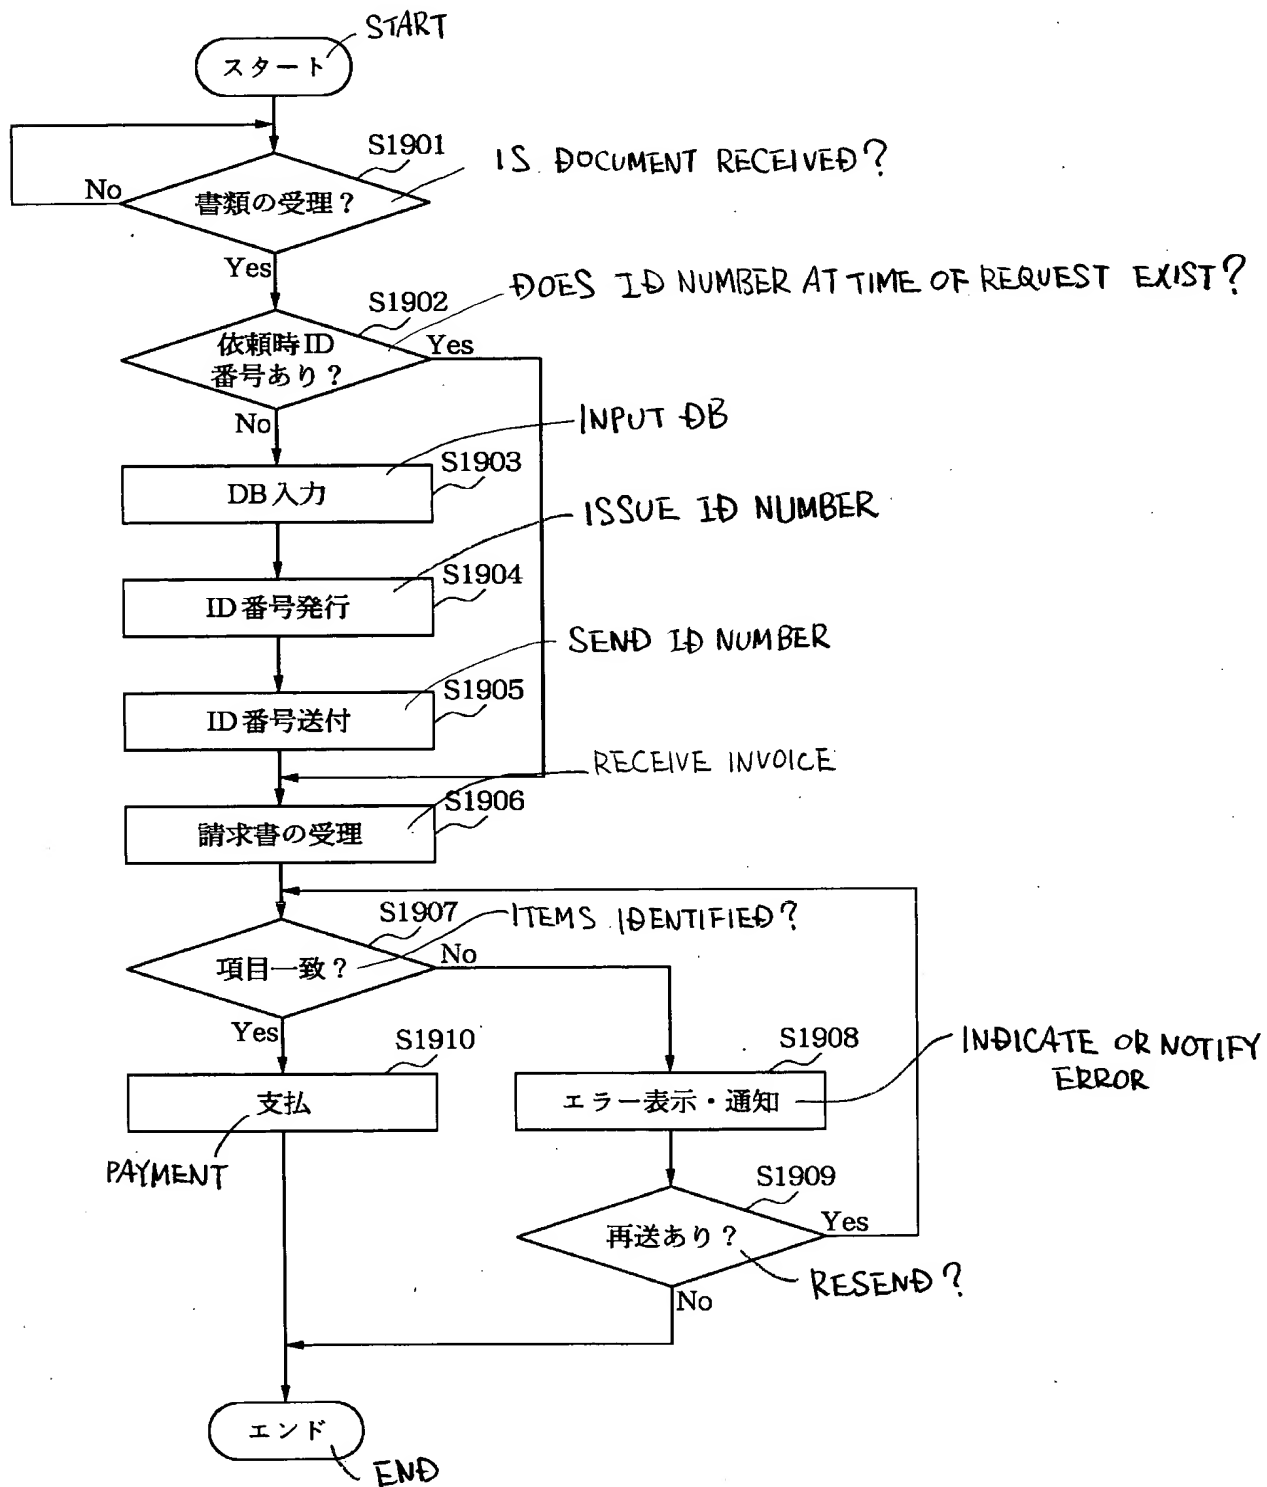 START
スタート
S1901
IS DOCUMENT RECEIVED?
No
書類の受理?
Yes
DOES ID NUMBER AT TIME OF REQUEST EXIST?
S1902
依頼時ID
番号あり?
Yes
No
INPUT DB
S1903
DB入力
ISSUE ID NUMBER
S1904
ID番号発行
SEND ID NUMBER
S1905
ID番号送付
RECEIVE INVOICE
S1906
請求書の受理
S1907
ITEMS IDENTIFIED?
項目一致?
No
Yes
S1910
S1908
INDICATE OR NOTIFY
ERROR
支払
エラー表示・通知
PAYMENT
S1909
再送あり?
Yes
RESEND?
No
エンド
END